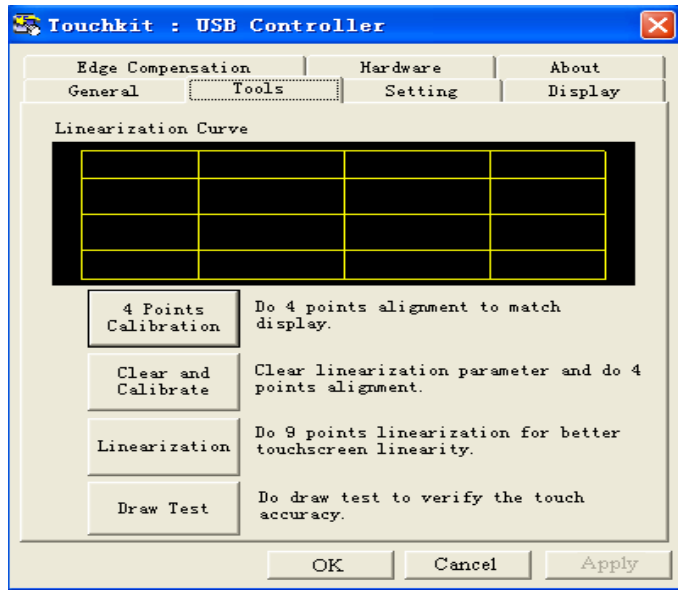 Touchkit : USB Controller
Edge Compensation Hardware About
General Tools Setting Display
Linearization Curve
4 Points
Calibration
Do 4 points alignment to match
display.
Clear and
Calibrate
Clear linearization parameter and do 4
points alignment.
Linearization
Do 9 points linearization for better
touchscreen linearity.
Draw Test
Do draw test to verify the touch
accuracy.
OK Cancel Apply